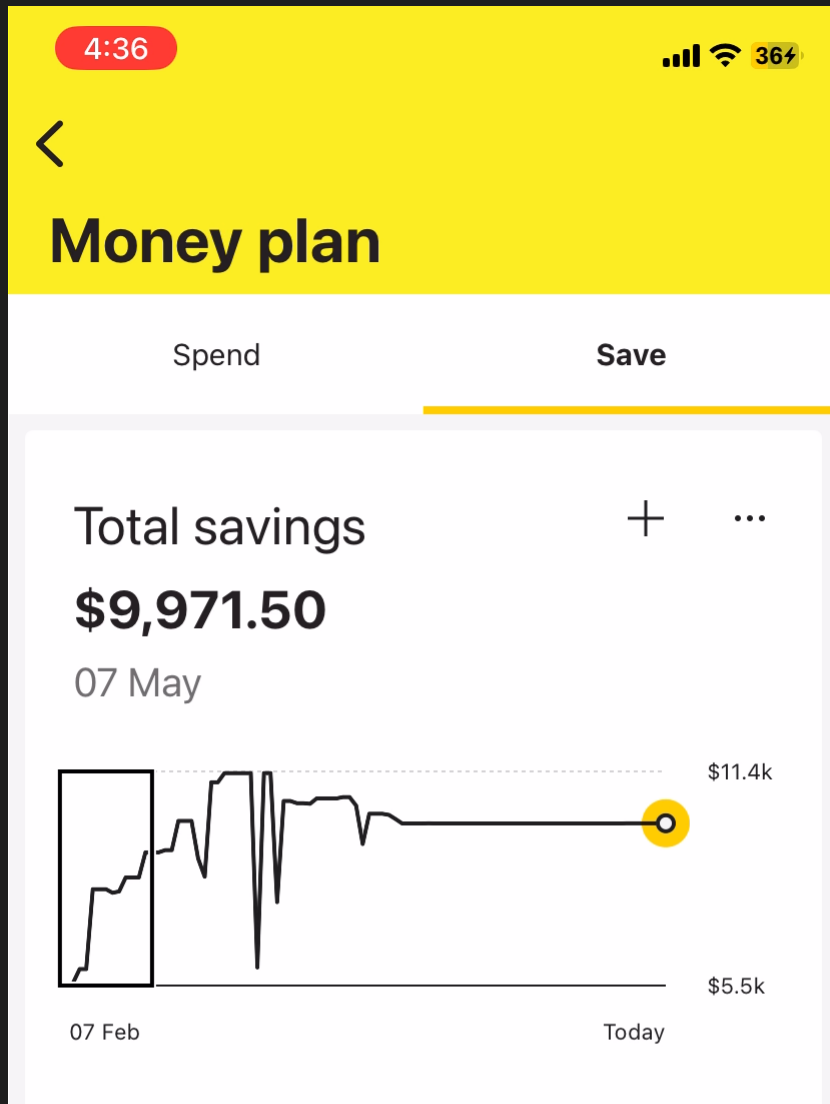 4:36
36
Money plan
Spend Save
Total savings
$9,971.50
07 May
$11.4k
$5.5k
07 Feb Today